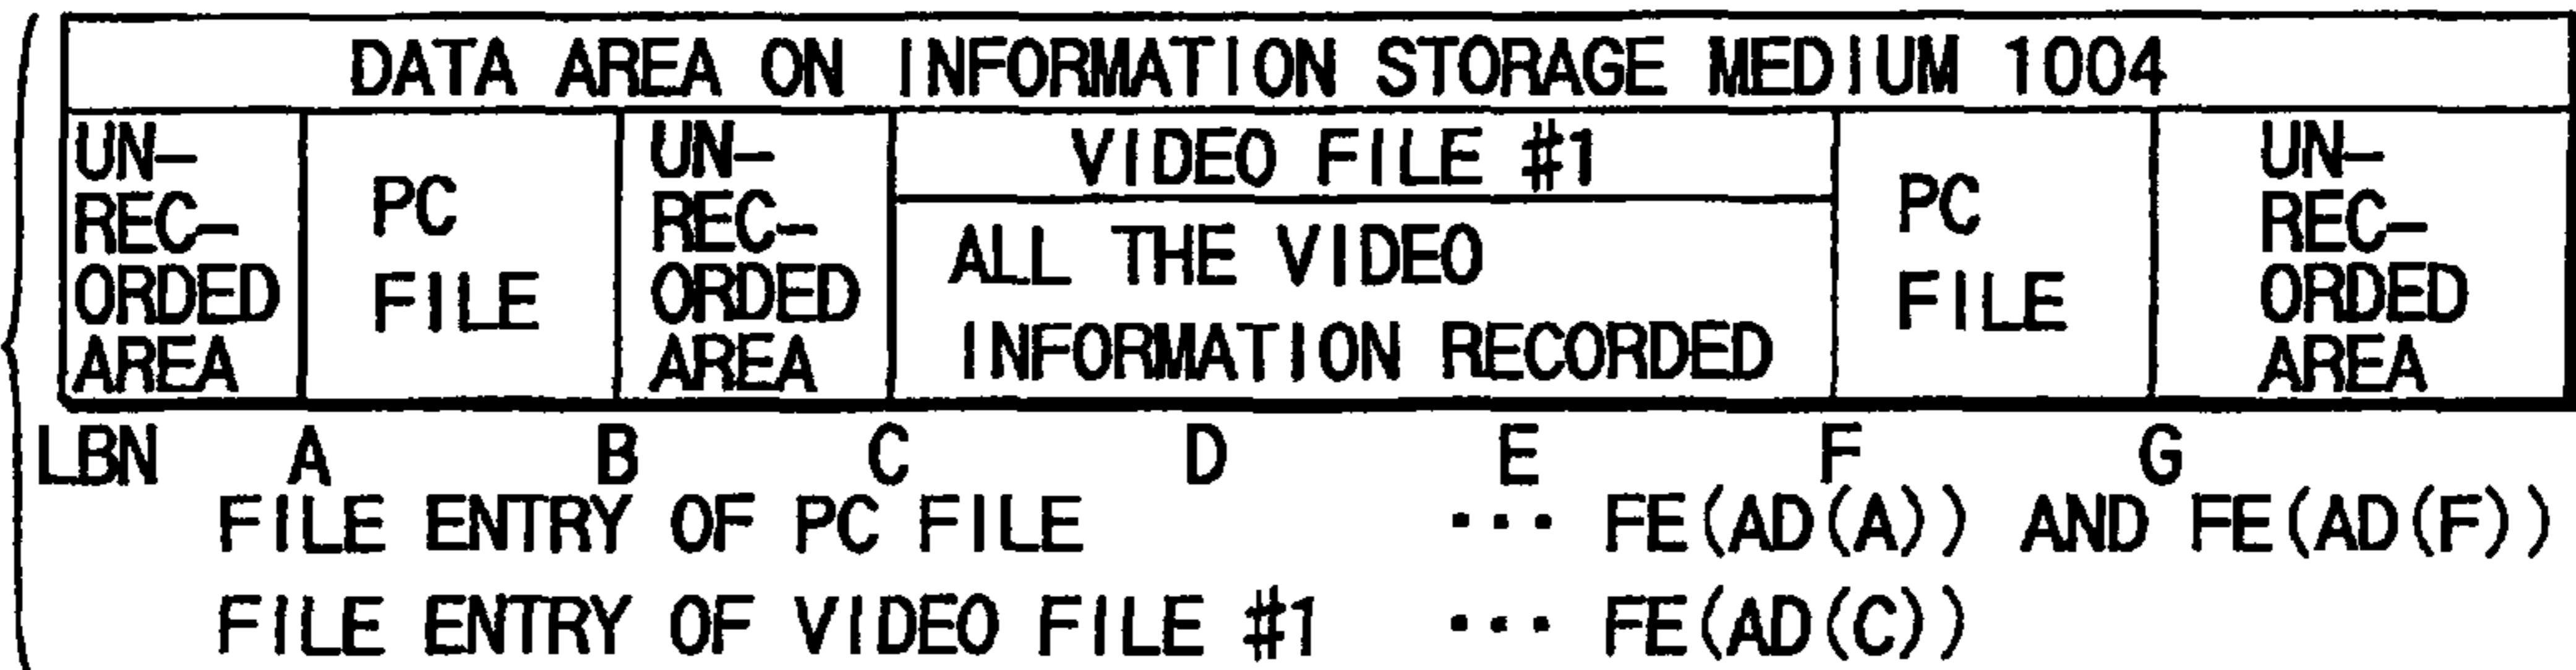 DATA AREA ON INFORMATION STORAGE MEDIUM 1004
UN-
REC-
ORDED
AREA
PC
FILE
UN-
REC-
ORDED
AREA
VIDEO FILE #1
ALL THE VIDEO
INFORMATION RECORDED
PC
FILE
UN-
REC-
ORDED
AREA
LBN A B C D E F G
FILE ENTRY OF PC FILE ··· FE(AD(A)) AND FE(AD(F))
FILE ENTRY OF VIDEO FILE #1 ··· FE(AD(C))